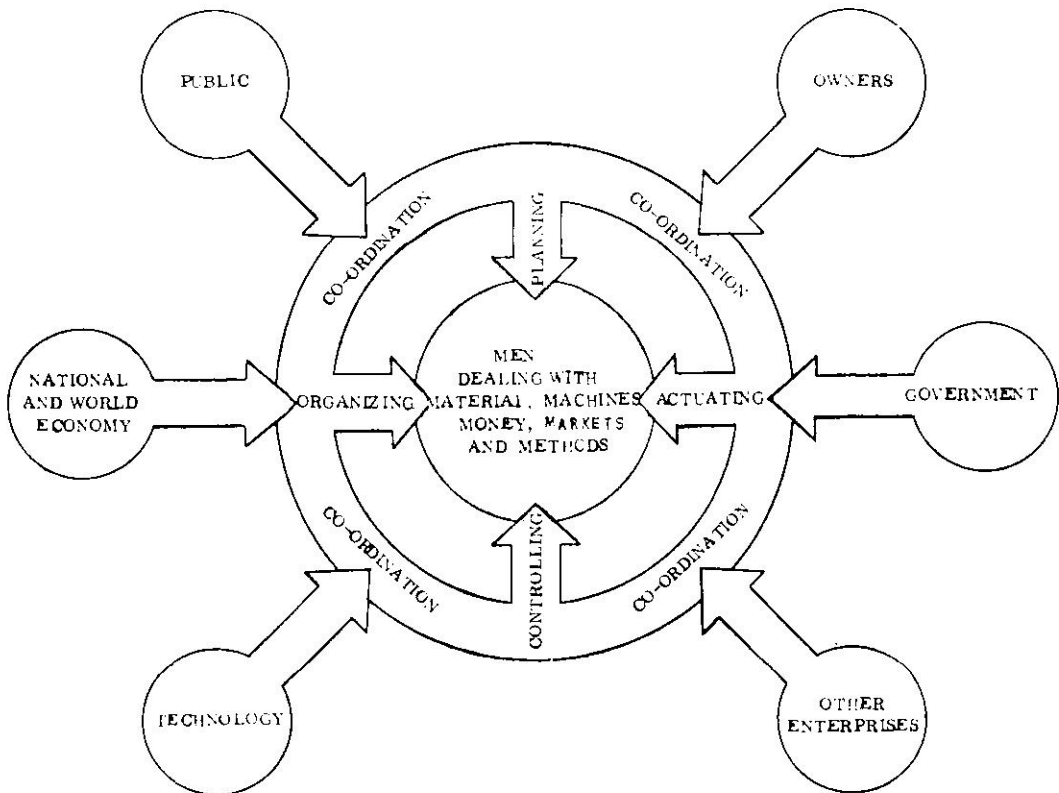 PUBLIC
OWNERS
CO-ORDINATION
PLANNING
CO-ORDINATION
NATIONAL
AND WORLD
ECONOMY
ORGANIZING
MEN
DEALING WITH
MATERIAL, MACHINES
MONEY, MARKETS
AND METHODS
ACTUATING
GOVERNMENT
CO-ORDINATION
CONTROLLING
CO-ORDINATION
TECHNOLOGY
OTHER
ENTERPRISES